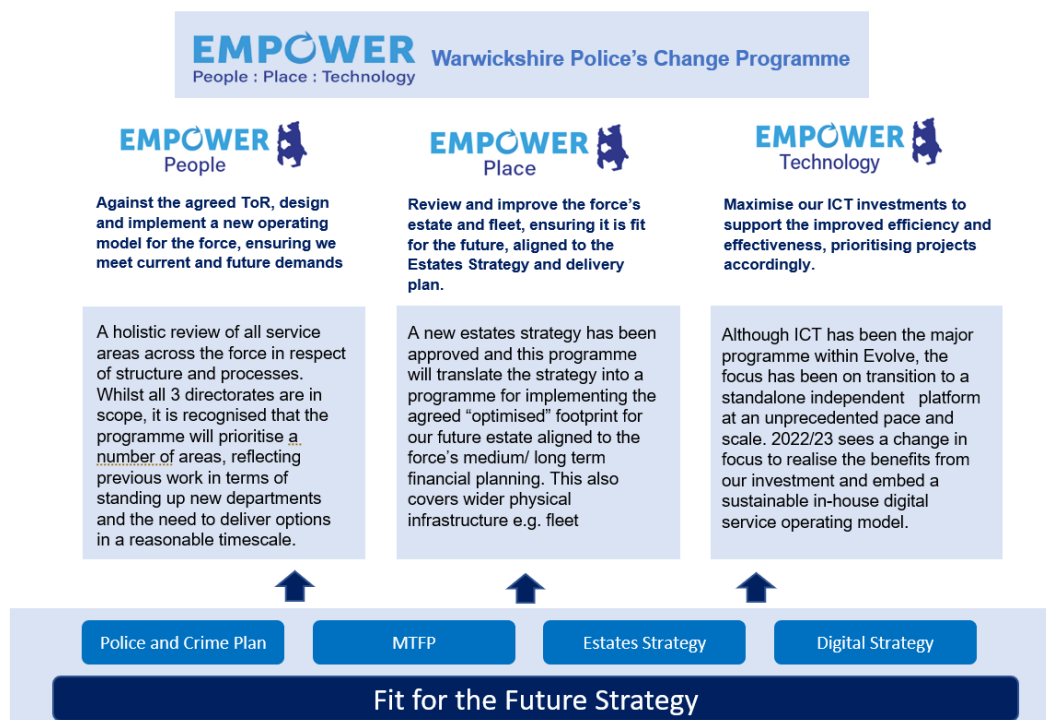 EMPOWER
People : Place : Technology
Warwickshire Police's Change Programme
EMPOWER
People
Against the agreed ToR, design
and implement a new operating
model for the force, ensuring we
meet current and future demands
A holistic review of all service
areas across the force in respect
of structure and processes.
Whilst all 3 directorates are in
scope, it is recognised that the
programme will prioritise a
number of areas, reflecting
previous work in terms of
standing up new departments
and the need to deliver options
in a reasonable timescale.
EMPOWER
Place
Review and improve the force's
estate and fleet, ensuring it is fit
for the future, aligned to the
Estates Strategy and delivery
plan.
A new estates strategy has been
approved and this programme
will translate the strategy into a
programme for implementing the
agreed “optimised” footprint for
our future estate aligned to the
force's medium/ long term
financial planning. This also
covers wider physical
infrastructure e.g. fleet
EMPOWER
Technology
Maximise our ICT investments to
support the improved efficiency and
effectiveness, prioritising projects
accordingly.
Although ICT has been the major
programme within Evolve, the
focus has been on transition to a
standalone independent platform
at an unprecedented pace and
scale. 2022/23 sees a change in
focus to realise the benefits from
our investment and embed a
sustainable in-house digital
service operating model.
Police and Crime Plan
MTFP
Estates Strategy
Digital Strategy
Fit for the Future Strategy